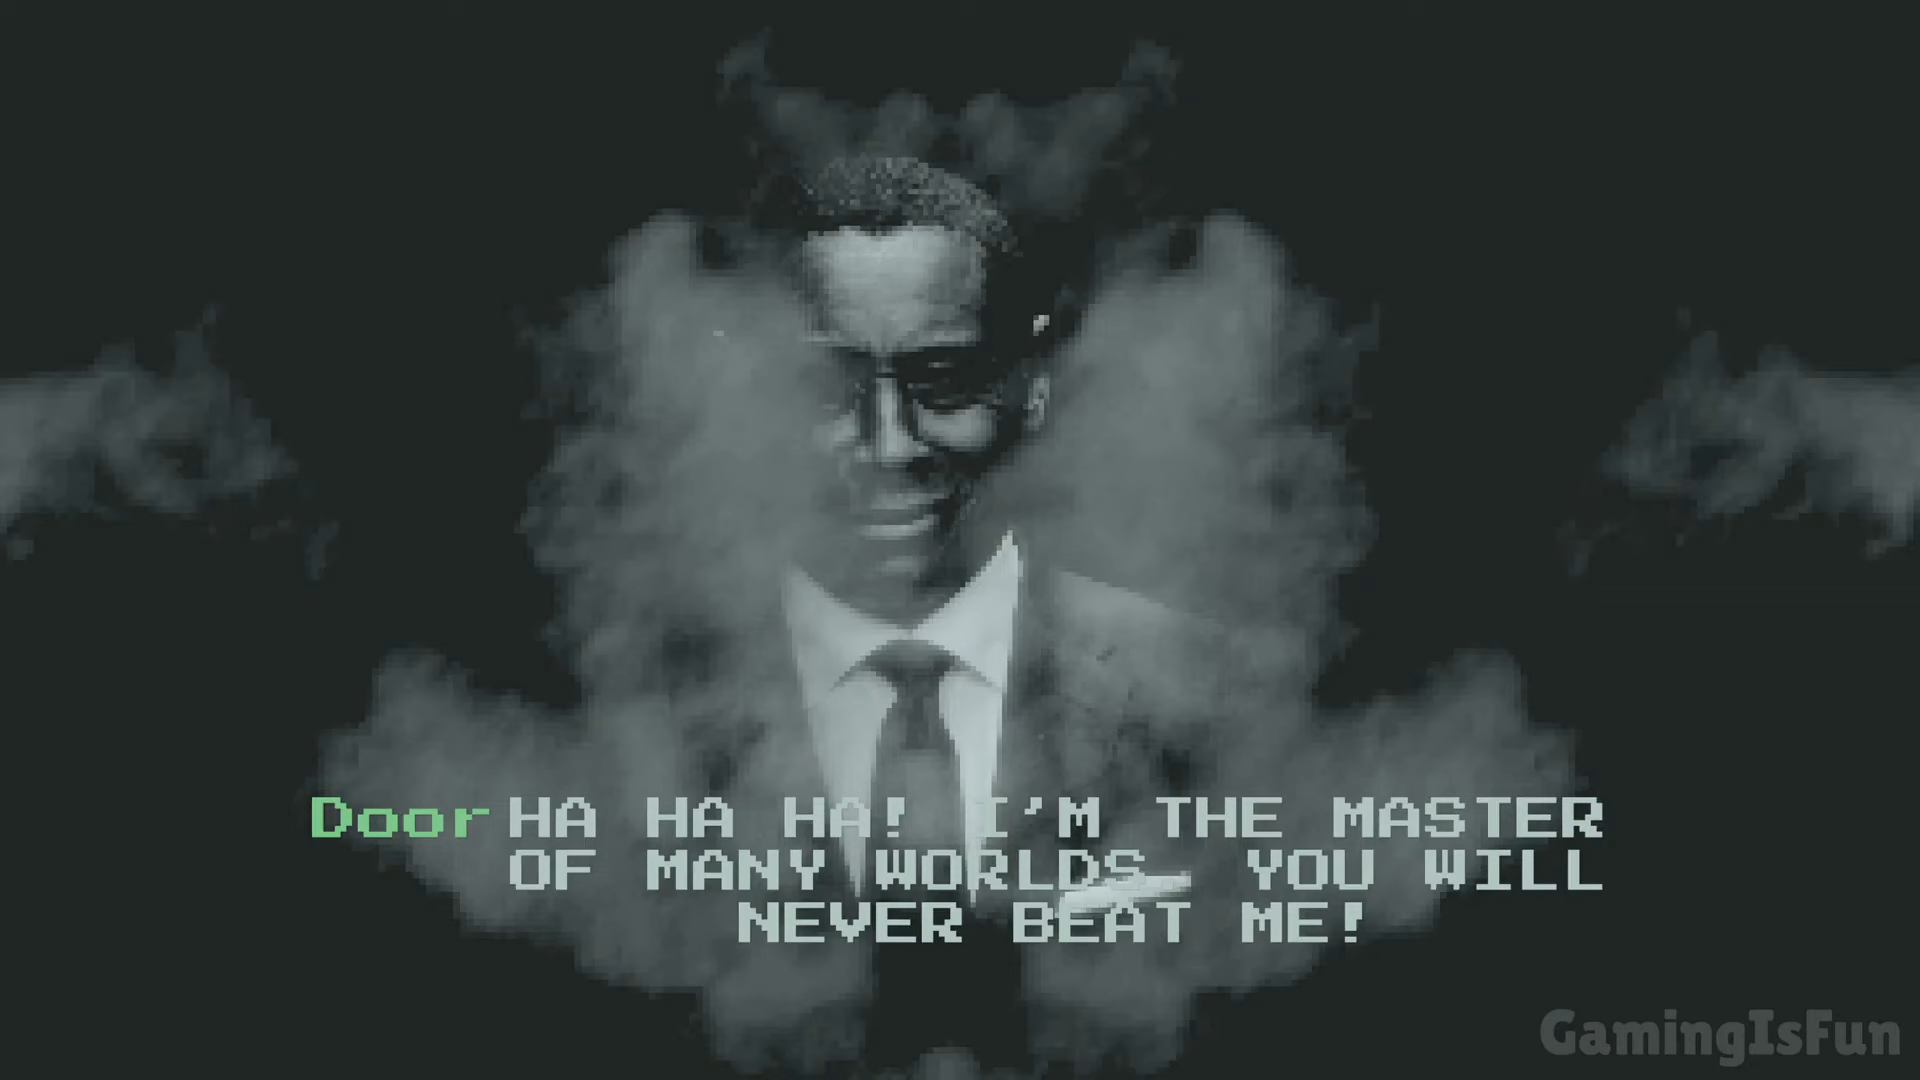 Door HA HA HA! I'M THE MASTER
OF MANY WORLDS. YOU WILL
NEVER BEAT ME!
GamingIsFun